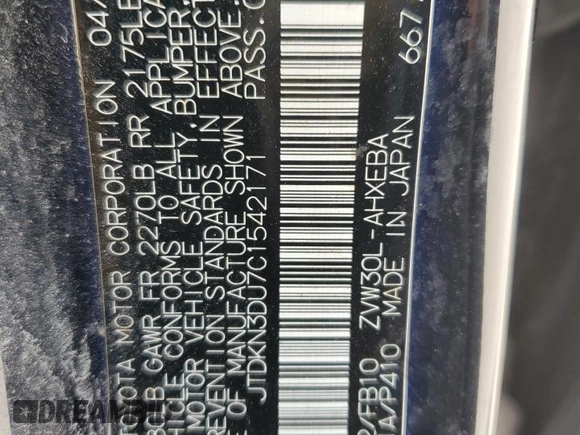 OTA MOTOR CORPORATION 04/
GAWR FR 2270LB RR 2175LB
HICLE CONFORMS TO ALL APPLICA
MOTOR VEHICLE SAFETY, BUMPER,
REVENTION STANDARDS IN EFFECT
E OF MANUFACTURE SHOWN ABOVE.
JTDKN3DU7C1542171 PASS.C
/FB10 ZVW30L-AHXEBA
A/P410 MADE IN JAPAN 667
DREAM